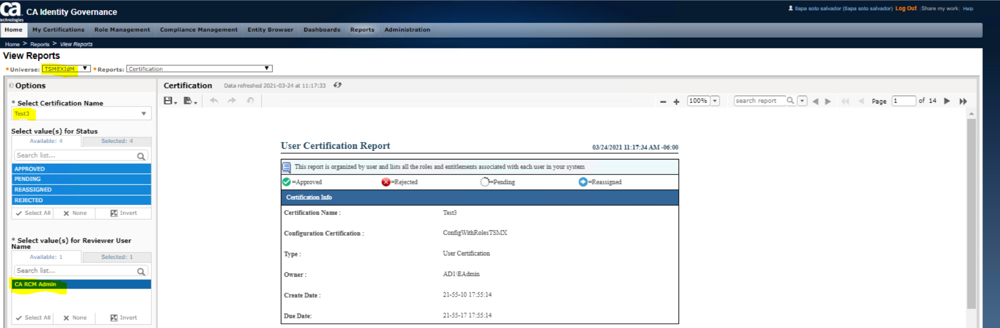 ca
technologies
CA Identity Governance
tlapa soto salvador (tlapa soto salvador) Log Out | Share my work | Help
Home My Certifications Role Management Compliance Management Entity Browser Dashboards Reports Administration
Home > Reports > View Reports
View Reports
Universe: TSMEXIdM Reports: Certification
Options
Certification Data refreshed 2021-03-24 at 11:17:33
* Select Certification Name
Test3
100% search report Page 1 of 14
Select value(s) for Status
Available: 4 Selected: 4
Search list...
APPROVED
PENDING
REASSIGNED
REJECTED
Select All None Invert
* Select value(s) for Reviewer User
Name
Available: 1 Selected: 1
Search list...
CA RCM Admin
Select All None Invert
User Certification Report 03/24/2021 11:17:34 AM -06:00
This report is organized by user and lists all the roles and entitlements associated with each user in your system
=Approved =Rejected =Pending =Reassigned
Certification Info
Certification Name : Test3
Configuration Certification : ConfigWithRolesTSMX
Type : User Certification
Owner : AD1\EAdmin
Create Date : 21-55-10 17:55:14
Due Date: 21-55-17 17:55:14